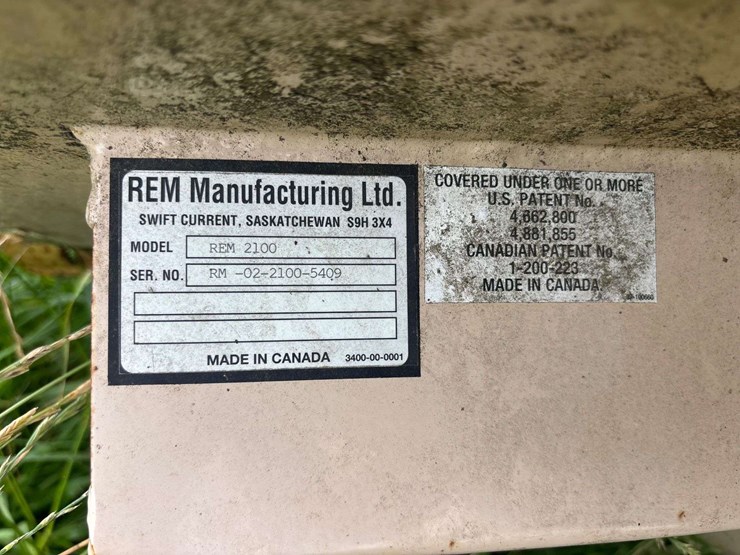 REM Manufacturing Ltd.
SWIFT CURRENT, SASKATCHEWAN S9H 3X4
MODEL REM 2100
SER. NO. RM -02-2100-5409
MADE IN CANADA 3400-00-0001
COVERED UNDER ONE OR MORE
U.S. PATENT No.
4,662,800
4,881,855
CANADIAN PATENT No.
1-200-223
MADE IN CANADA